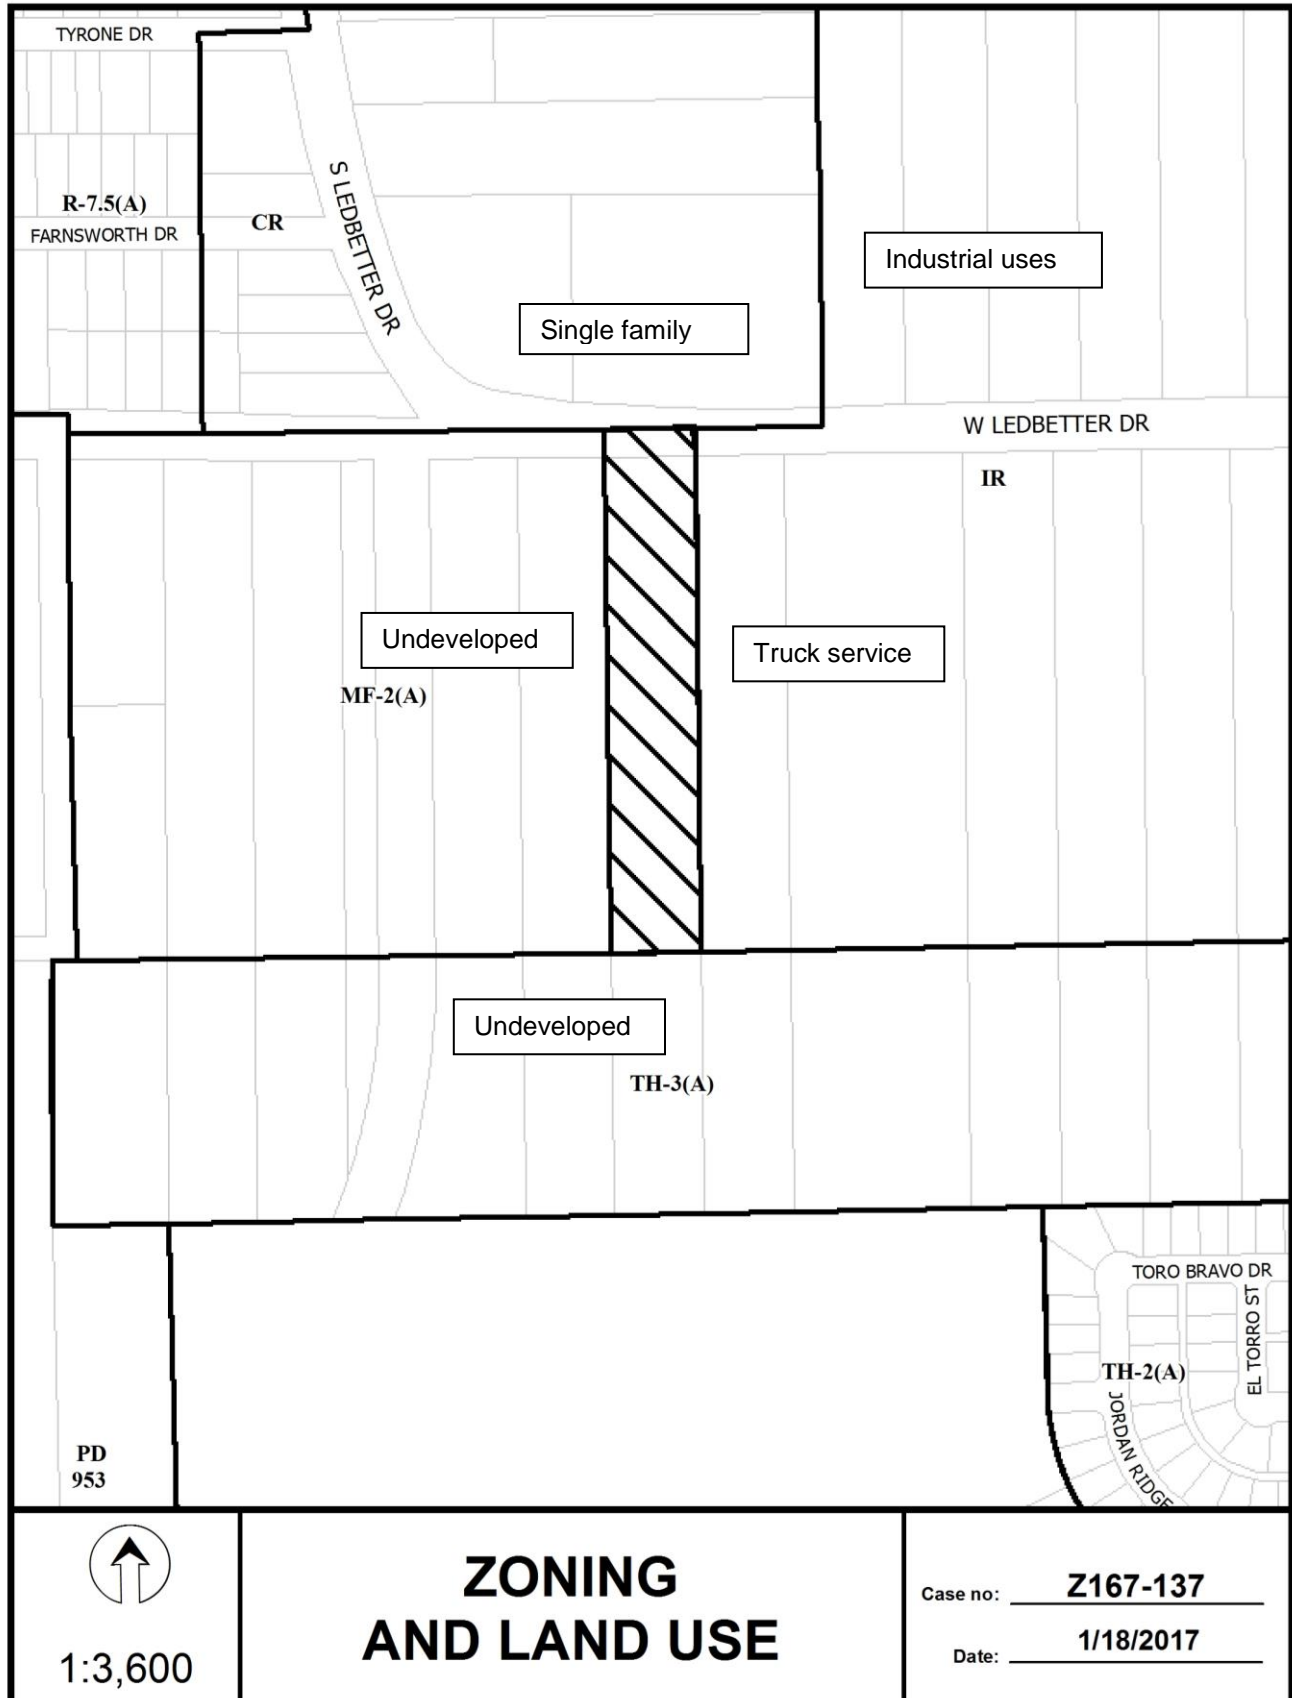 TYRONE DR
S LEDBETTER DR
R-7.5(A)
CR
FARNSWORTH DR
Industrial uses
Single family
W LEDBETTER DR
IR
Undeveloped
Truck service
MF-2(A)
Undeveloped
TH-3(A)
TORO BRAVO DR
EL TORRO ST
TH-2(A)
JORDAN RIDGE
PD
953
1:3,600
ZONING
AND LAND USE
Case no: Z167-137
Date: 1/18/2017